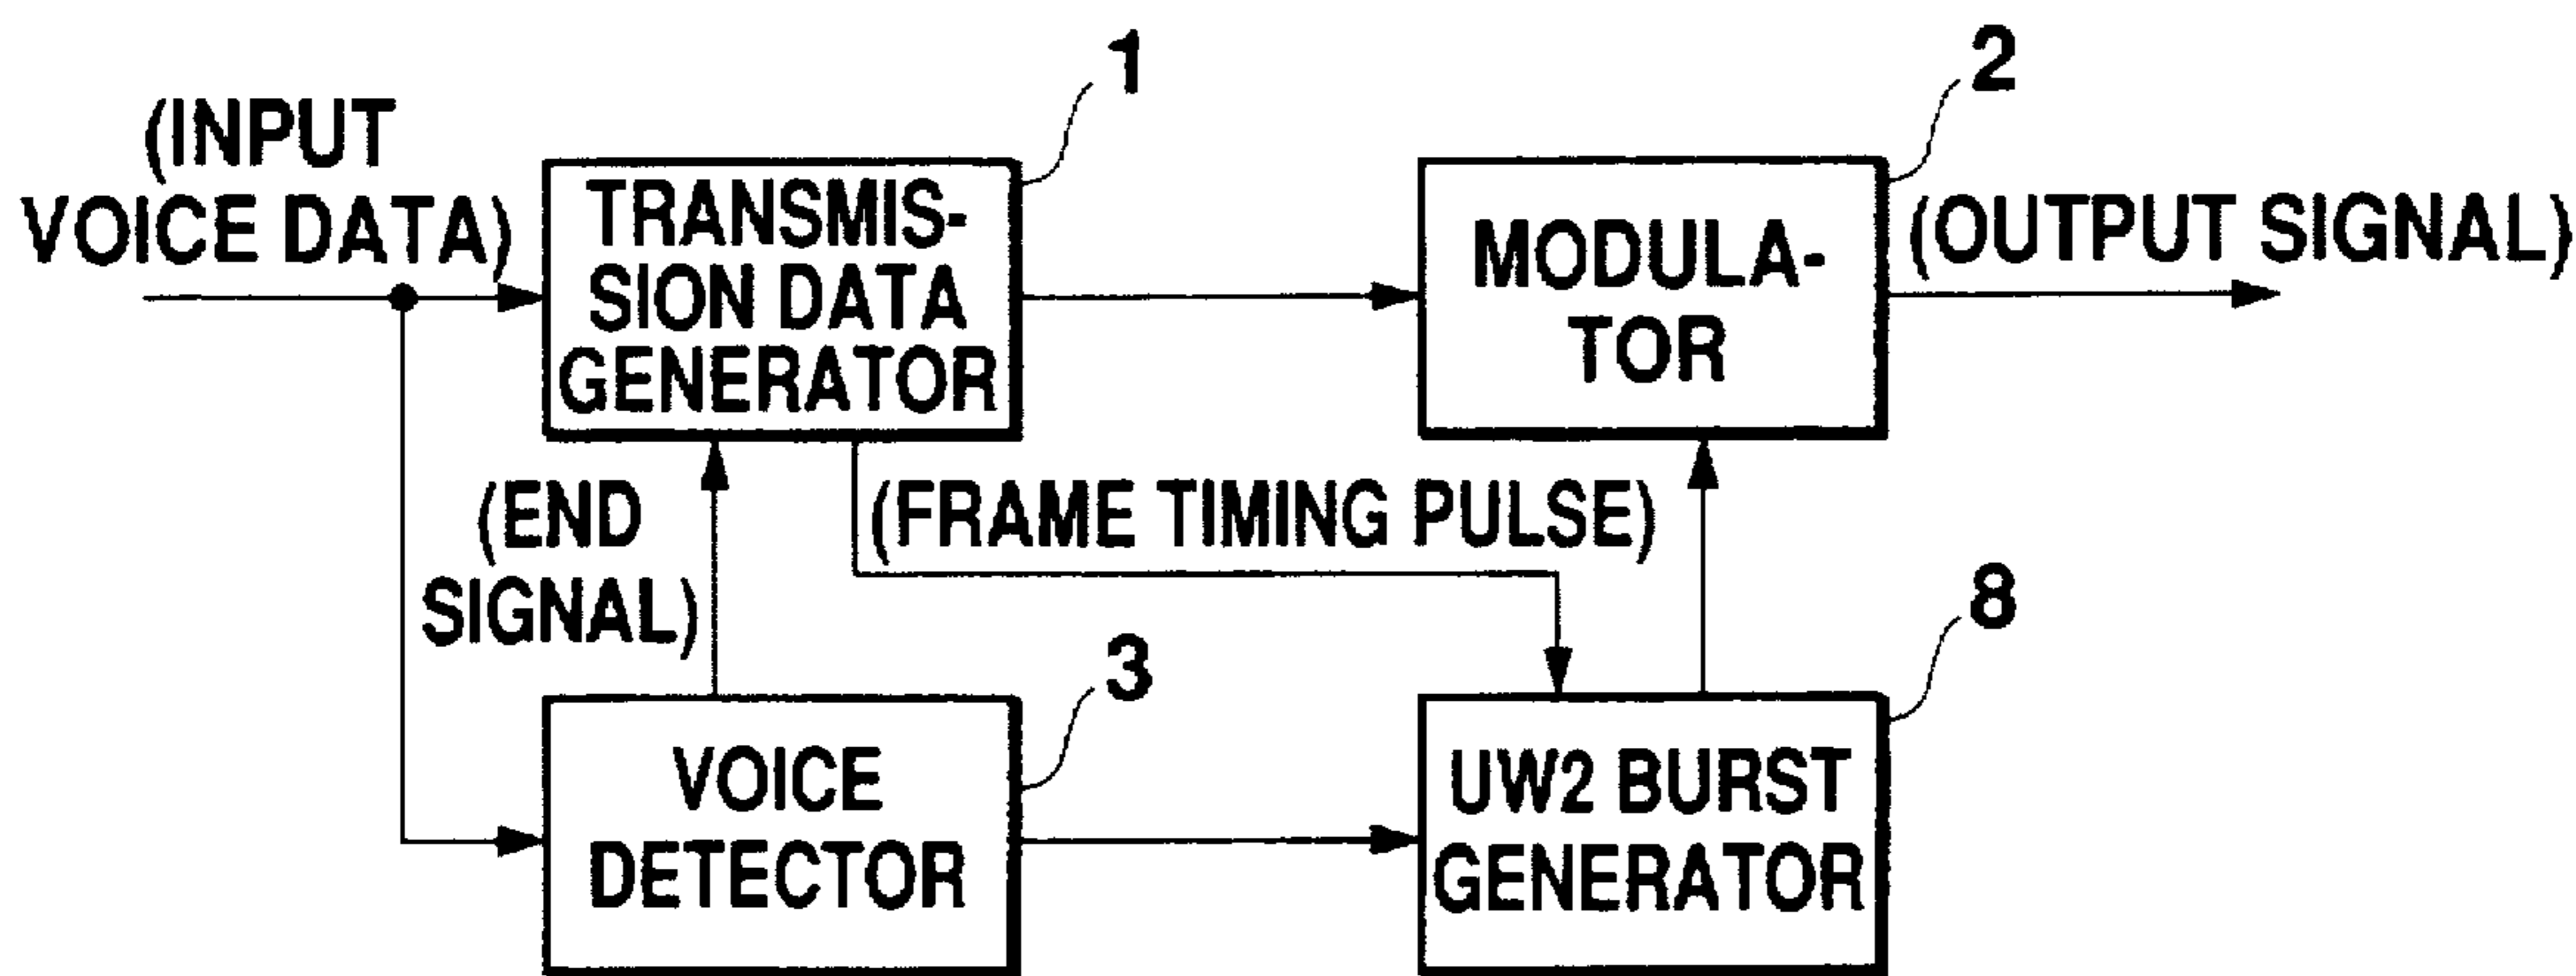 1
2
(INPUT
VOICE DATA)
TRANSMIS-
SION DATA
GENERATOR
MODULA-
TOR
(OUTPUT SIGNAL)
(END
SIGNAL)
(FRAME TIMING PULSE)
3
8
VOICE
DETECTOR
UW2 BURST
GENERATOR